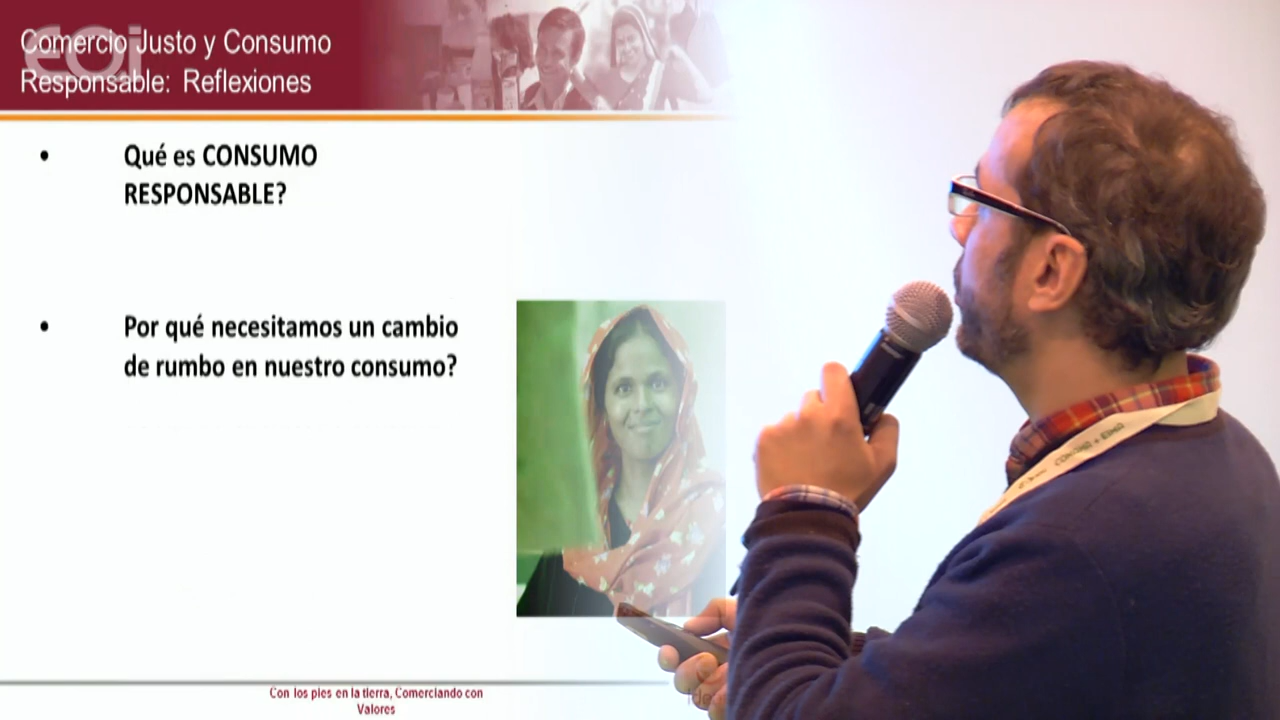 EOi
Comercio Justo y Consumo
Responsable: Reflexiones
• Qué es CONSUMO
RESPONSABLE?
• Por qué necesitamos un cambio
de rumbo en nuestro consumo?
Con los pies en la tierra, Comerciando con
Valores